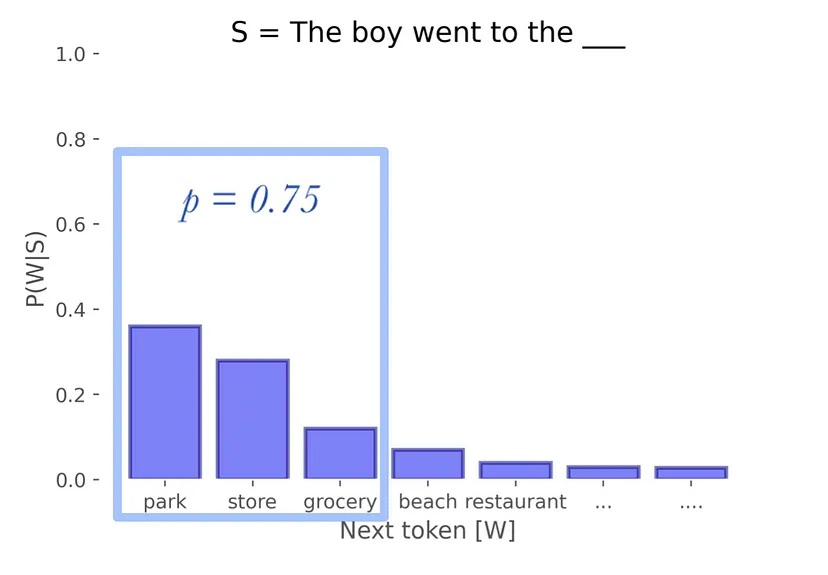 S = The boy went to the ___
1.0
0.8
p = 0.75
0.6
P(W|S)
0.4
0.2
0.0
park store grocery beach restaurant ... ....
Next token [W]